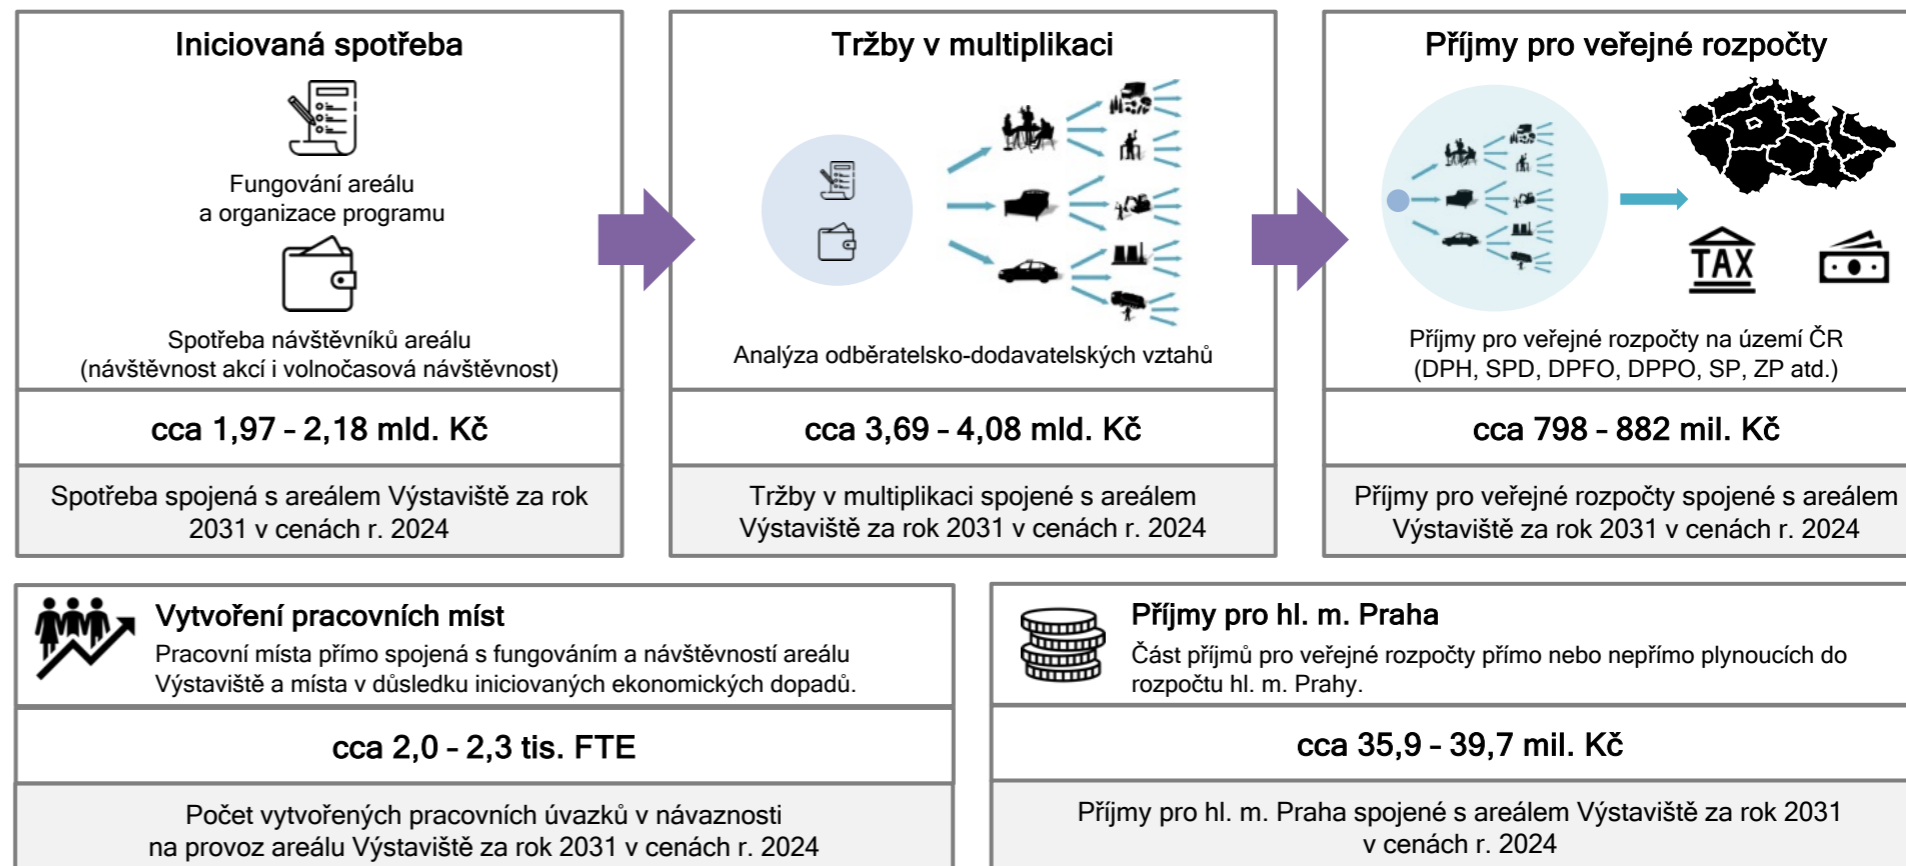 Iniciovaná spotřeba
Fungování areálu
a organizace programu
Spotřeba návštěvníků areálu
(návštěvnost akcí i volnočasová návštěvnost)
cca 1,97 – 2,18 mld. Kč
Spotřeba spojená s areálem Výstaviště za rok
2031 v cenách r. 2024
Tržby v multiplikaci
Analýza odběratelsko-dodavatelských vztahů
cca 3,69 – 4,08 mld. Kč
Tržby v multiplikaci spojené s areálem
Výstaviště za rok 2031 v cenách r. 2024
Příjmy pro veřejné rozpočty
TAX
Příjmy pro veřejné rozpočty na území ČR
(DPH, SPD, DPFO, DPPO, SP, ZP atd.)
cca 798 – 882 mil. Kč
Příjmy pro veřejné rozpočty spojené s areálem
Výstaviště za rok 2031 v cenách r. 2024
Vytvoření pracovních míst
Pracovní místa přímo spojená s fungováním a návštěvností areálu
Výstaviště a místa v důsledku iniciovaných ekonomických dopadů.
cca 2,0 – 2,3 tis. FTE
Počet vytvořených pracovních úvazků v návaznosti
na provoz areálu Výstaviště za rok 2031 v cenách r. 2024
Příjmy pro hl. m. Praha
Část příjmů pro veřejné rozpočty přímo nebo nepřímo plynoucích do
rozpočtu hl. m. Prahy.
cca 35,9 – 39,7 mil. Kč
Příjmy pro hl. m. Praha spojené s areálem Výstaviště za rok 2031
v cenách r. 2024